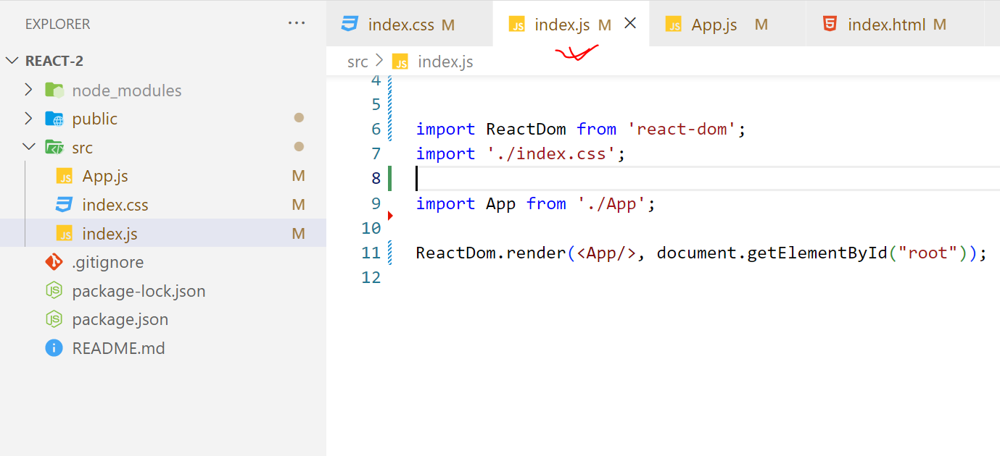 EXPLORER ...
REACT-2
node_modules
public
src
App.js M
index.css M
index.js M
.gitignore
package-lock.json
package.json
README.md
index.css M
index.js M
App.js M
index.html M
src > index.js
4
5
6 import ReactDom from 'react-dom';
7 import './index.css';
8
9 import App from './App';
10
11 ReactDom.render(<App/>, document.getElementById("root"));
12